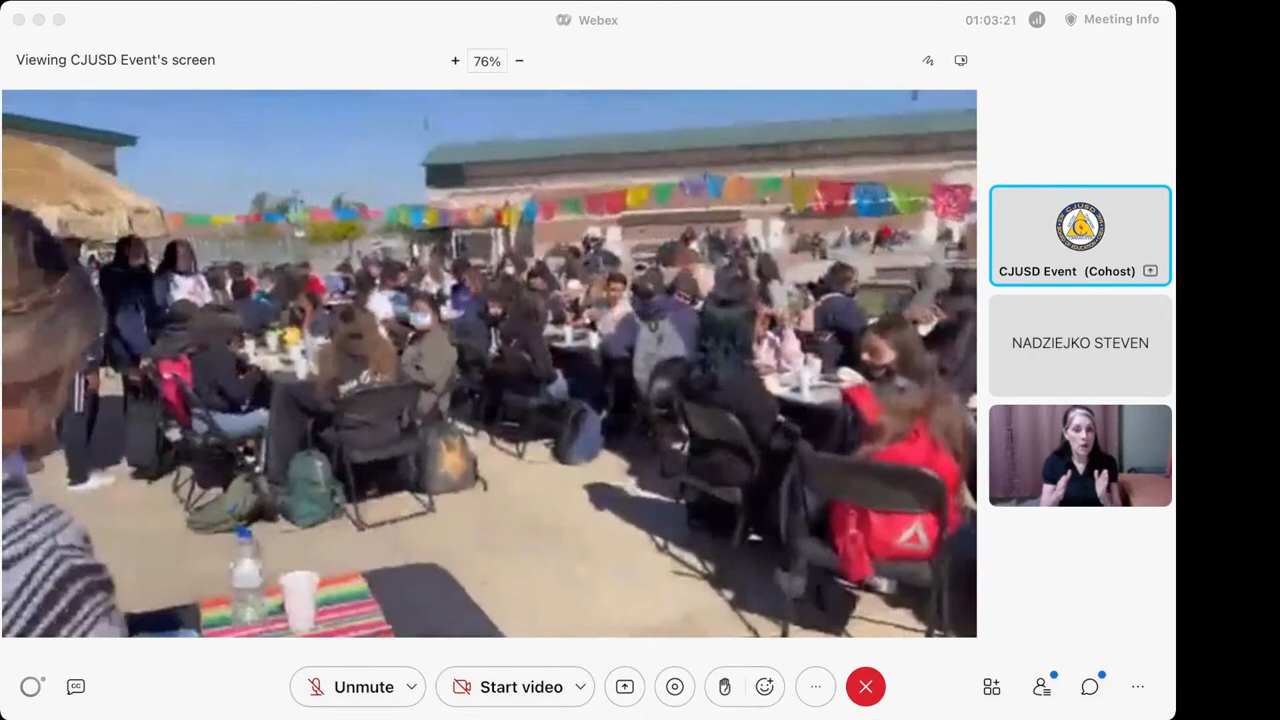 Webex
01:03:21
Meeting Info
Viewing CJUSD Event's screen
+ 76% −
CJUSD Event (Cohost)
NADZIEJKO STEVEN
CC
Unmute
Start video